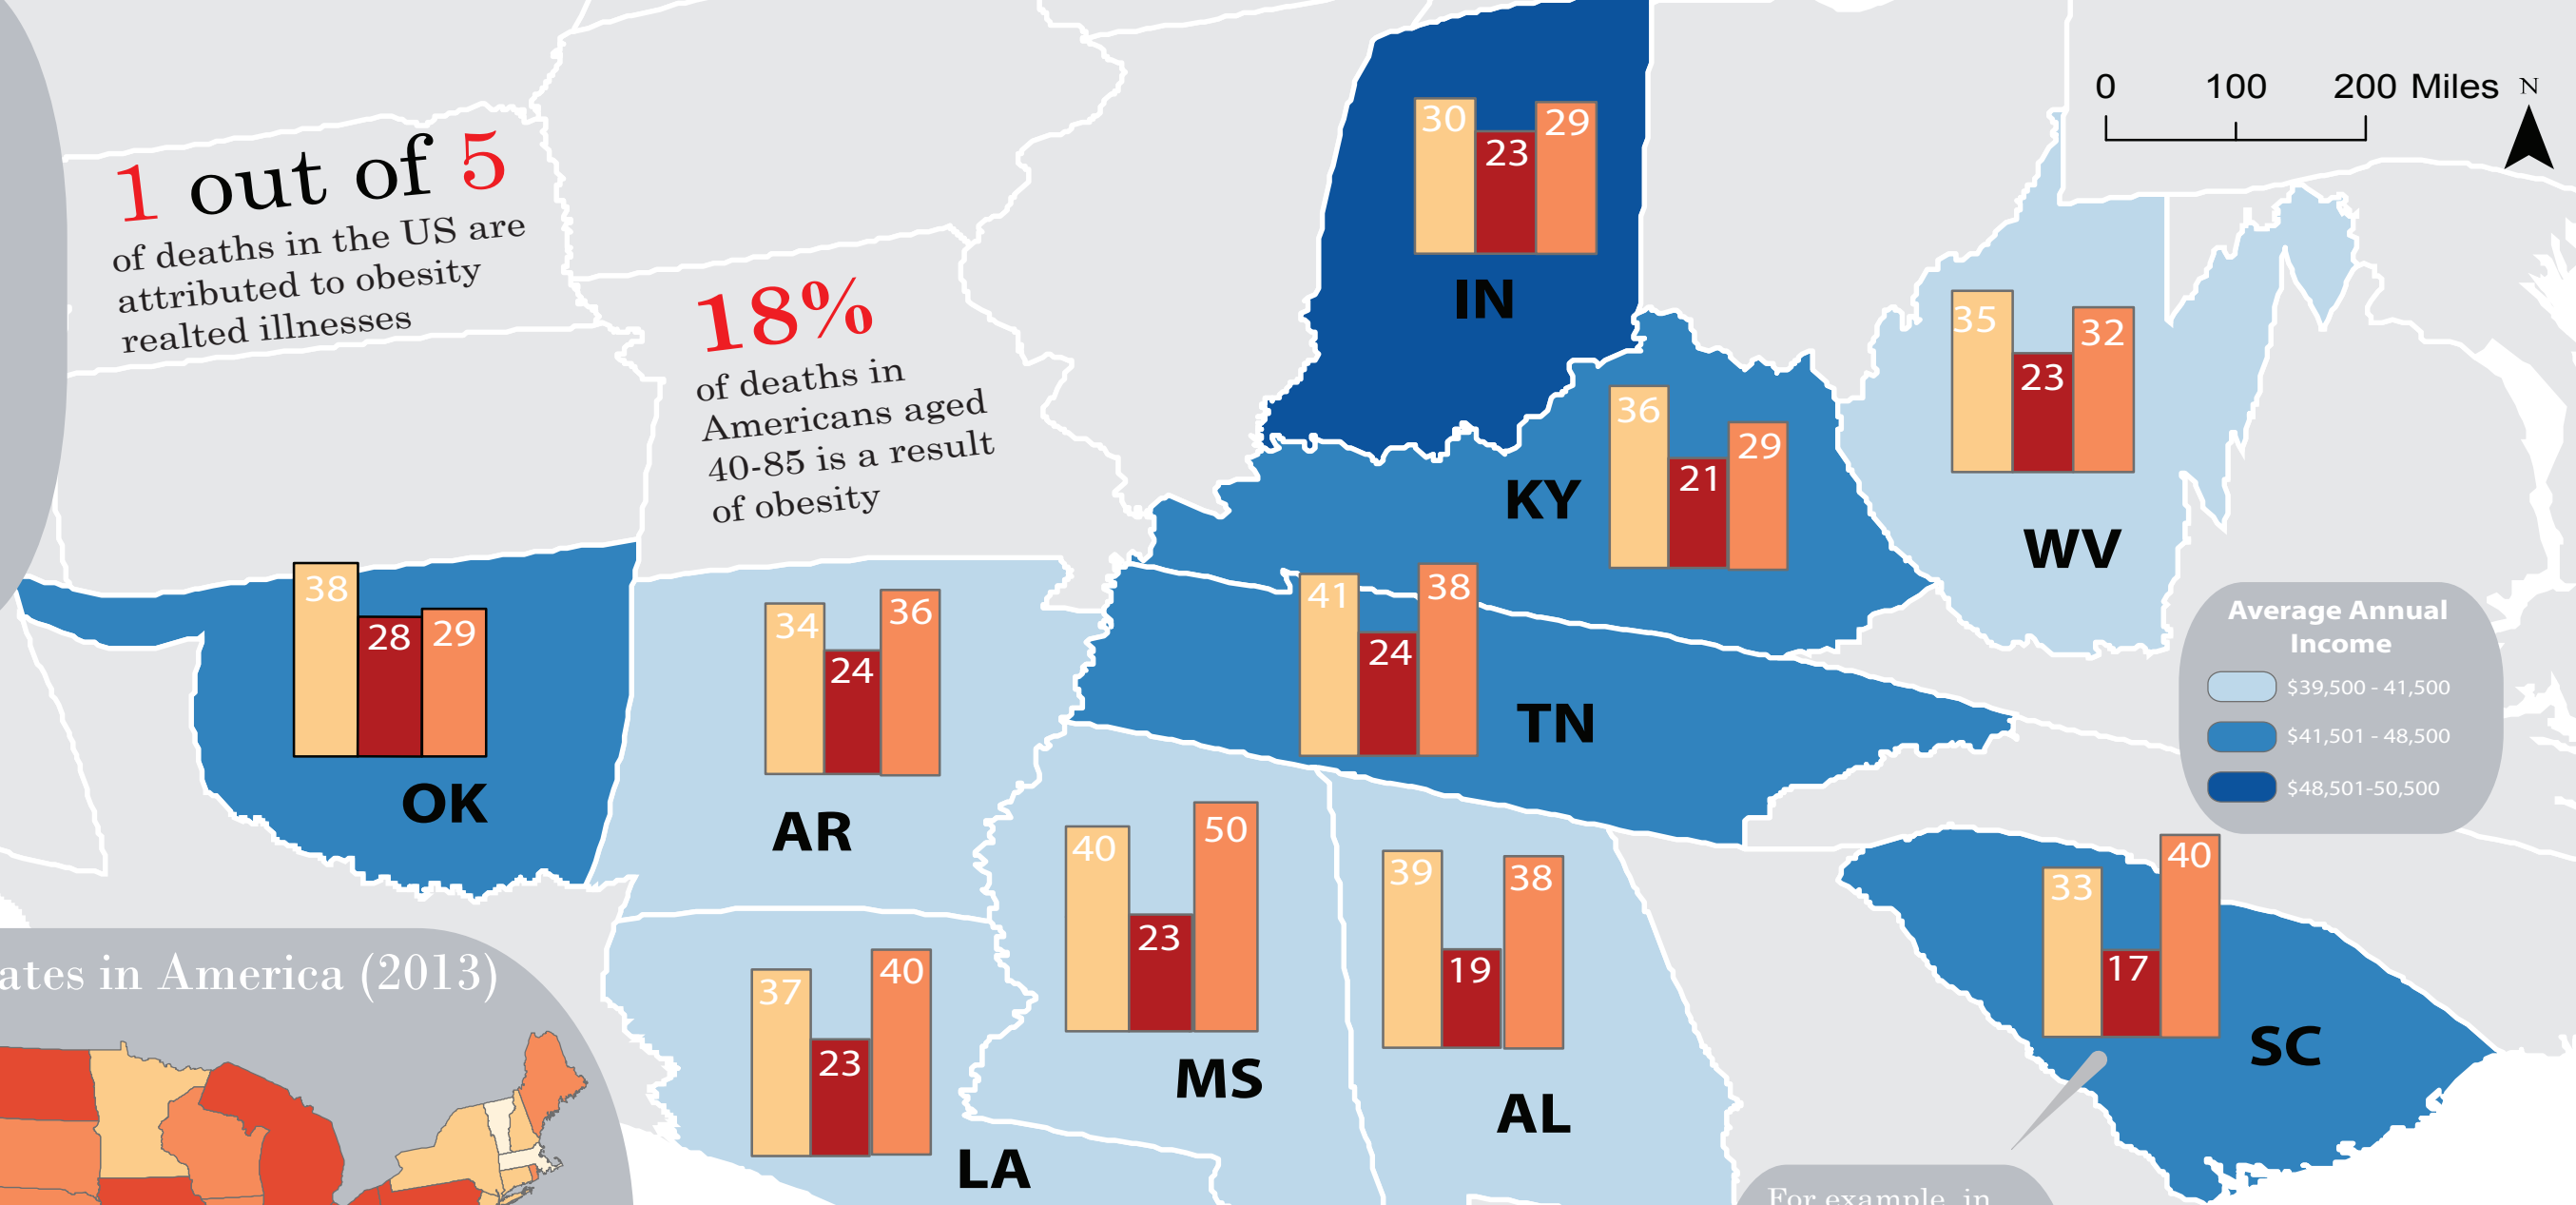 1 out of 5
of deaths in the US are
attributed to obesity
realted illnesses
18%
of deaths in
Americans aged
40-85 is a result
of obesity
0 100 200 Miles N
30 23 29
IN
35 23 32
WV
36 21 29
KY
38 28 29
OK
34 24 36
AR
41 24 38
TN
Average Annual
Income
$39,500 - 41,500
$41,501 - 48,500
$48,501-50,500
40 23 50
MS
39 19 38
AL
33 17 40
SC
37 23 40
LA
ates in America (2013)
For example, in